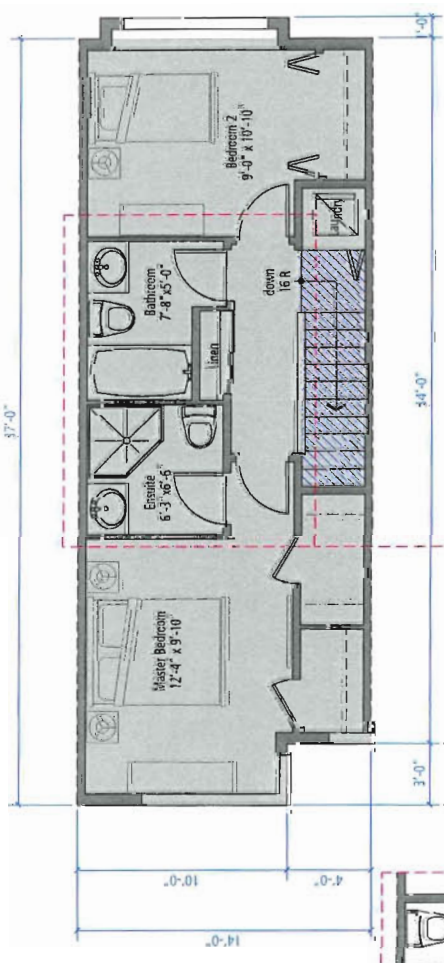 1'-0"
37'-0"
34'-0"
3'-0"
10'-0"
4'-0"
14'-0"
Bedroom 2
9'-0" x 10'-10"
Laundry
Bathroom
7'-8"x5'-0"
down
16 R
linen
Ensuite
6'-3"x6'-6"
Master Bedroom
12'-4" x 9'-10"